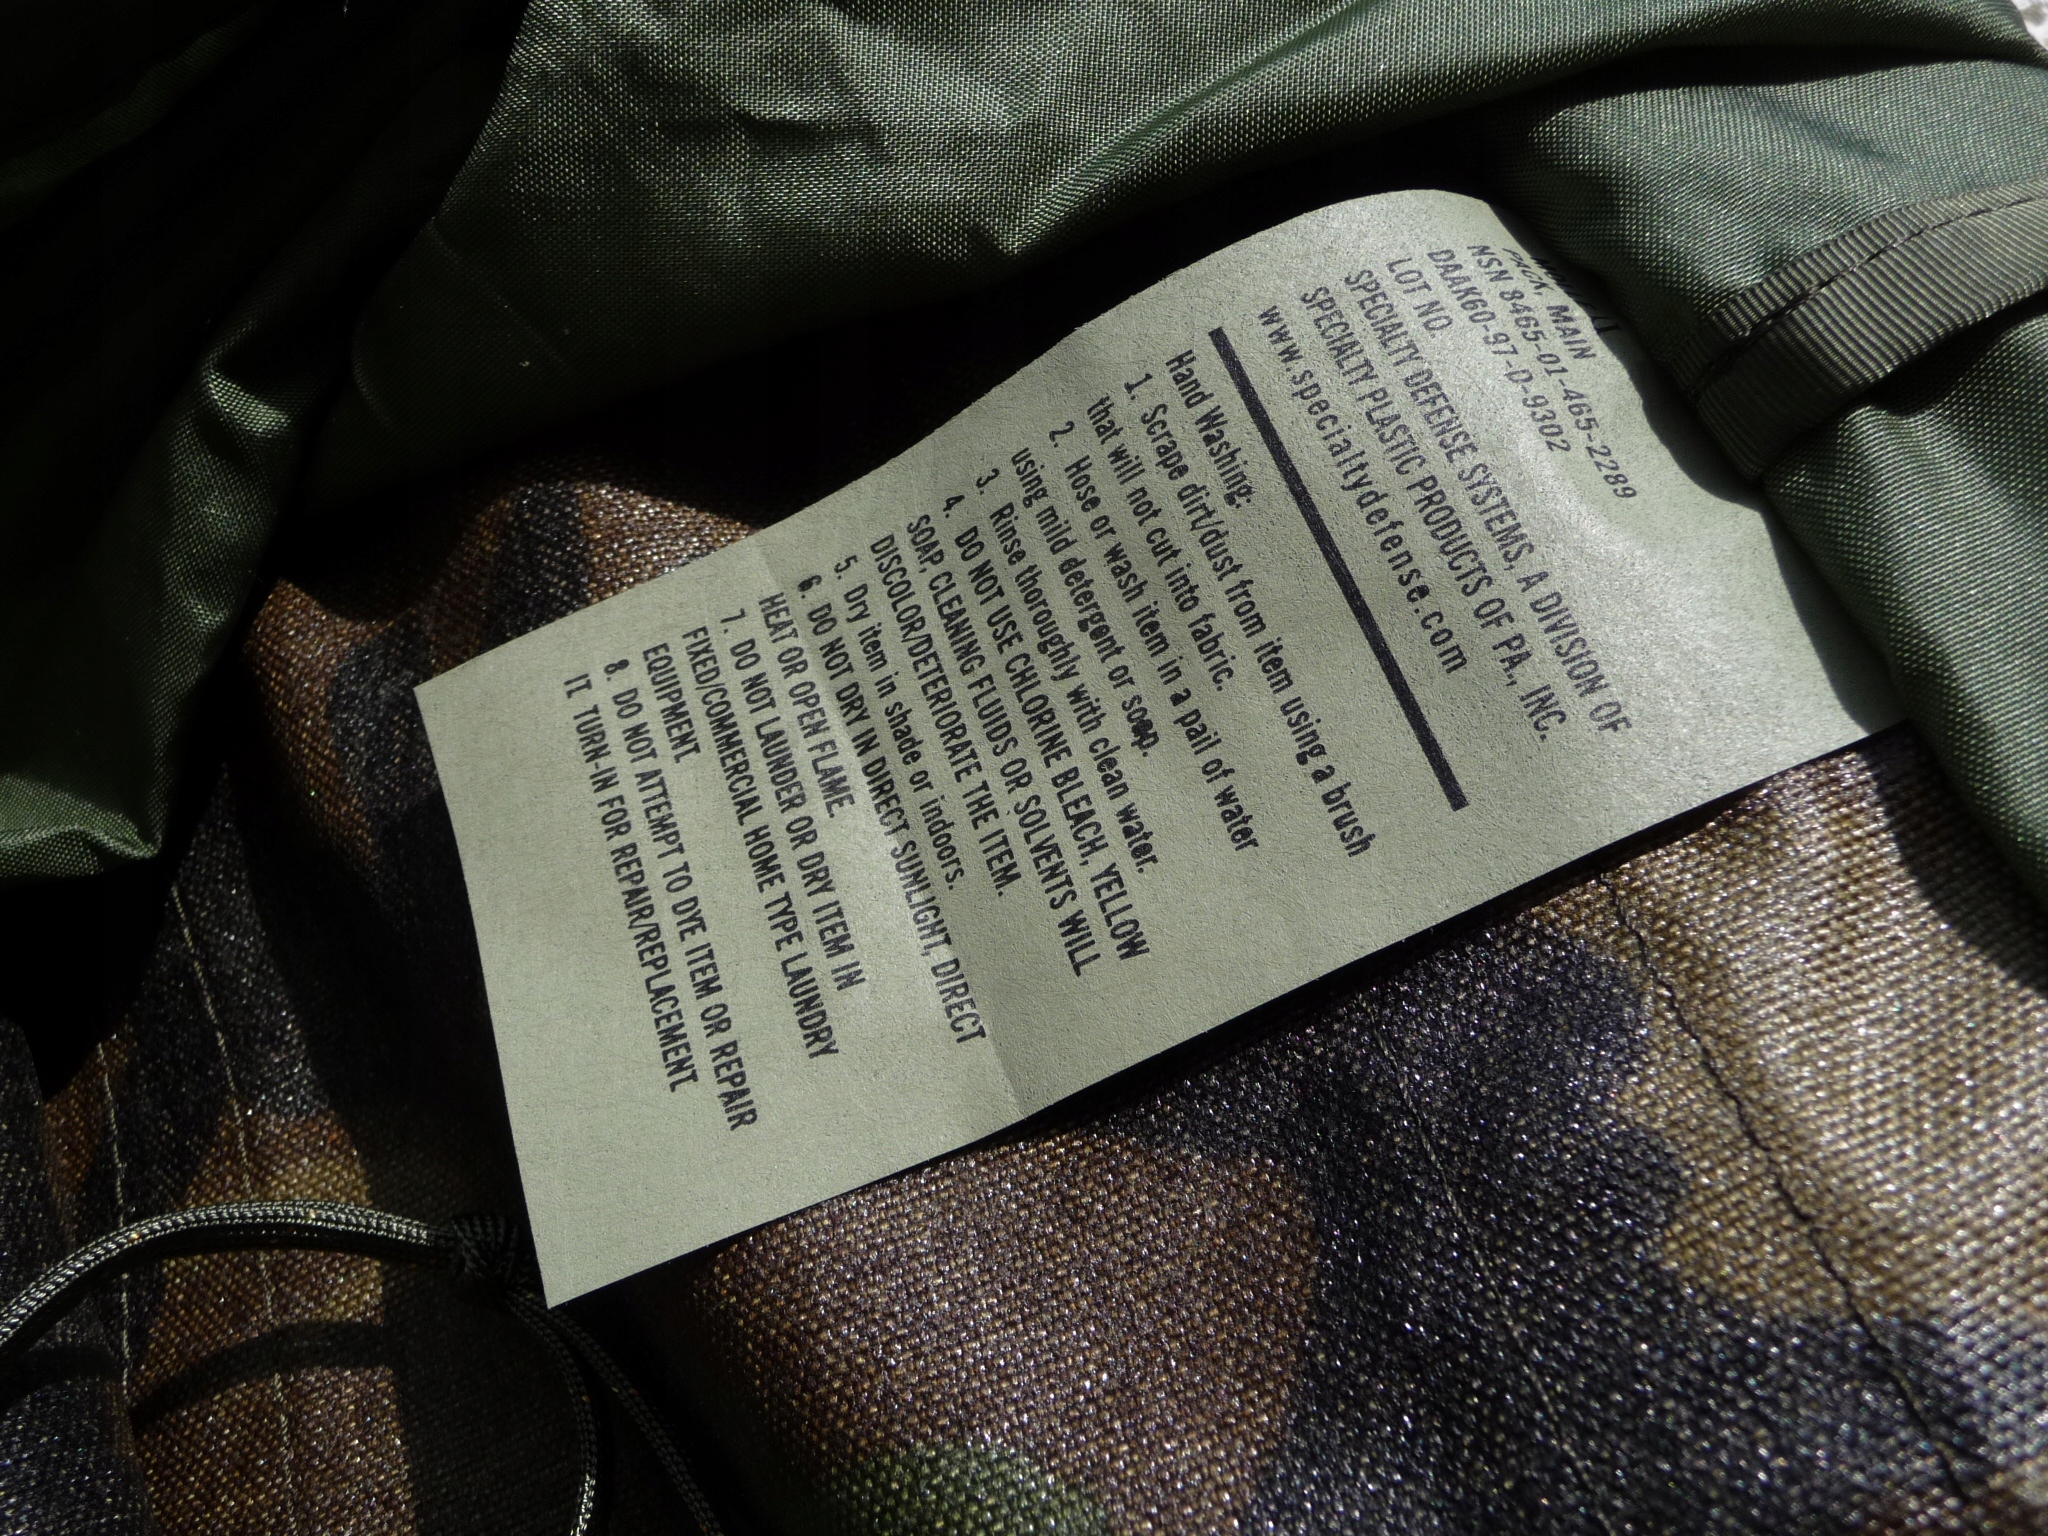 PACK, MAIN
NSN 8465-01-465-2289
DAAK60-97-D-9302
LOT NO.
SPECIALTY DEFENSE SYSTEMS, A DIVISION OF
SPECIALTY PLASTIC PRODUCTS OF PA., INC.
www.specialtydefense.com
Hand Washing:
1. Scrape dirt/dust from item using a brush
that will not cut into fabric.
2. Hose or wash item in a pail of water
using mild detergent or soap.
3. Rinse thoroughly with clean water.
4. DO NOT USE CHLORINE BLEACH, YELLOW
SOAP, CLEANING FLUIDS OR SOLVENTS WILL
DISCOLOR/DETERIORATE THE ITEM.
5. Dry item in shade or indoors.
6. DO NOT DRY IN DIRECT SUNLIGHT, DIRECT
HEAT OR OPEN FLAME.
7. DO NOT LAUNDER OR DRY ITEM IN
FIXED/COMMERCIAL HOME TYPE LAUNDRY
EQUIPMENT.
8. DO NOT ATTEMPT TO DYE ITEM OR REPAIR
IT. TURN-IN FOR REPAIR/REPLACEMENT.